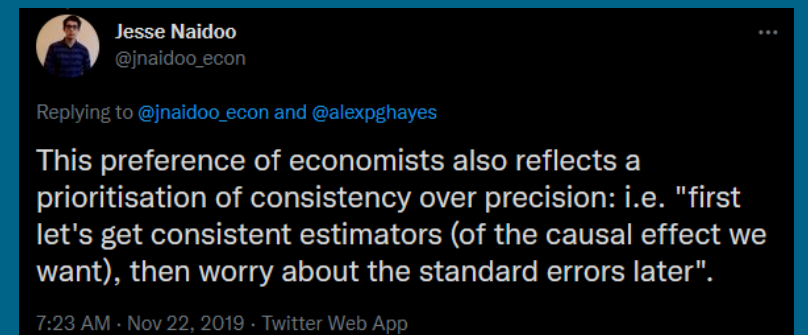 Jesse Naidoo
@jnaidoo_econ
Replying to @jnaidoo_econ and @alexpghayes
This preference of economists also reflects a
prioritisation of consistency over precision: i.e. "first
let's get consistent estimators (of the causal effect we
want), then worry about the standard errors later".
7:23 AM · Nov 22, 2019 · Twitter Web App